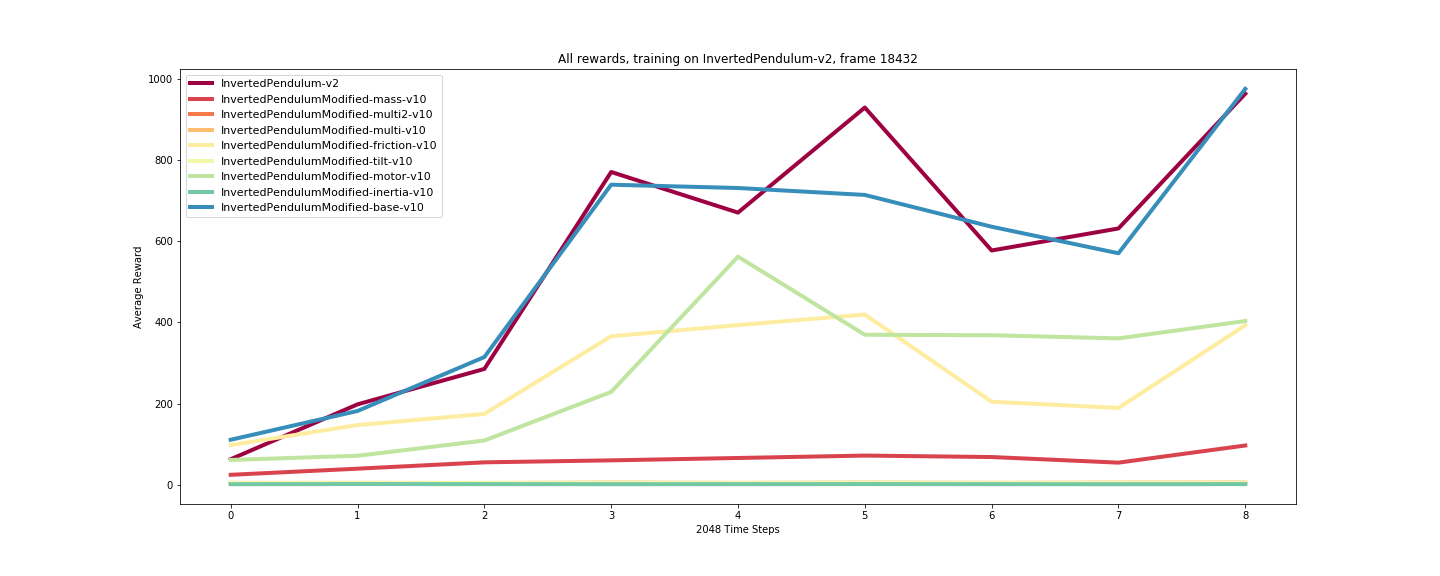 All rewards, training on InvertedPendulum-v2, frame 18432
InvertedPendulum-v2
InvertedPendulumModified-mass-v10
InvertedPendulumModified-multi2-v10
InvertedPendulumModified-multi-v10
InvertedPendulumModified-friction-v10
InvertedPendulumModified-tilt-v10
InvertedPendulumModified-motor-v10
InvertedPendulumModified-inertia-v10
InvertedPendulumModified-base-v10
1000
800
600
400
200
0
Average Reward
0 1 2 3 4 5 6 7 8
2048 Time Steps